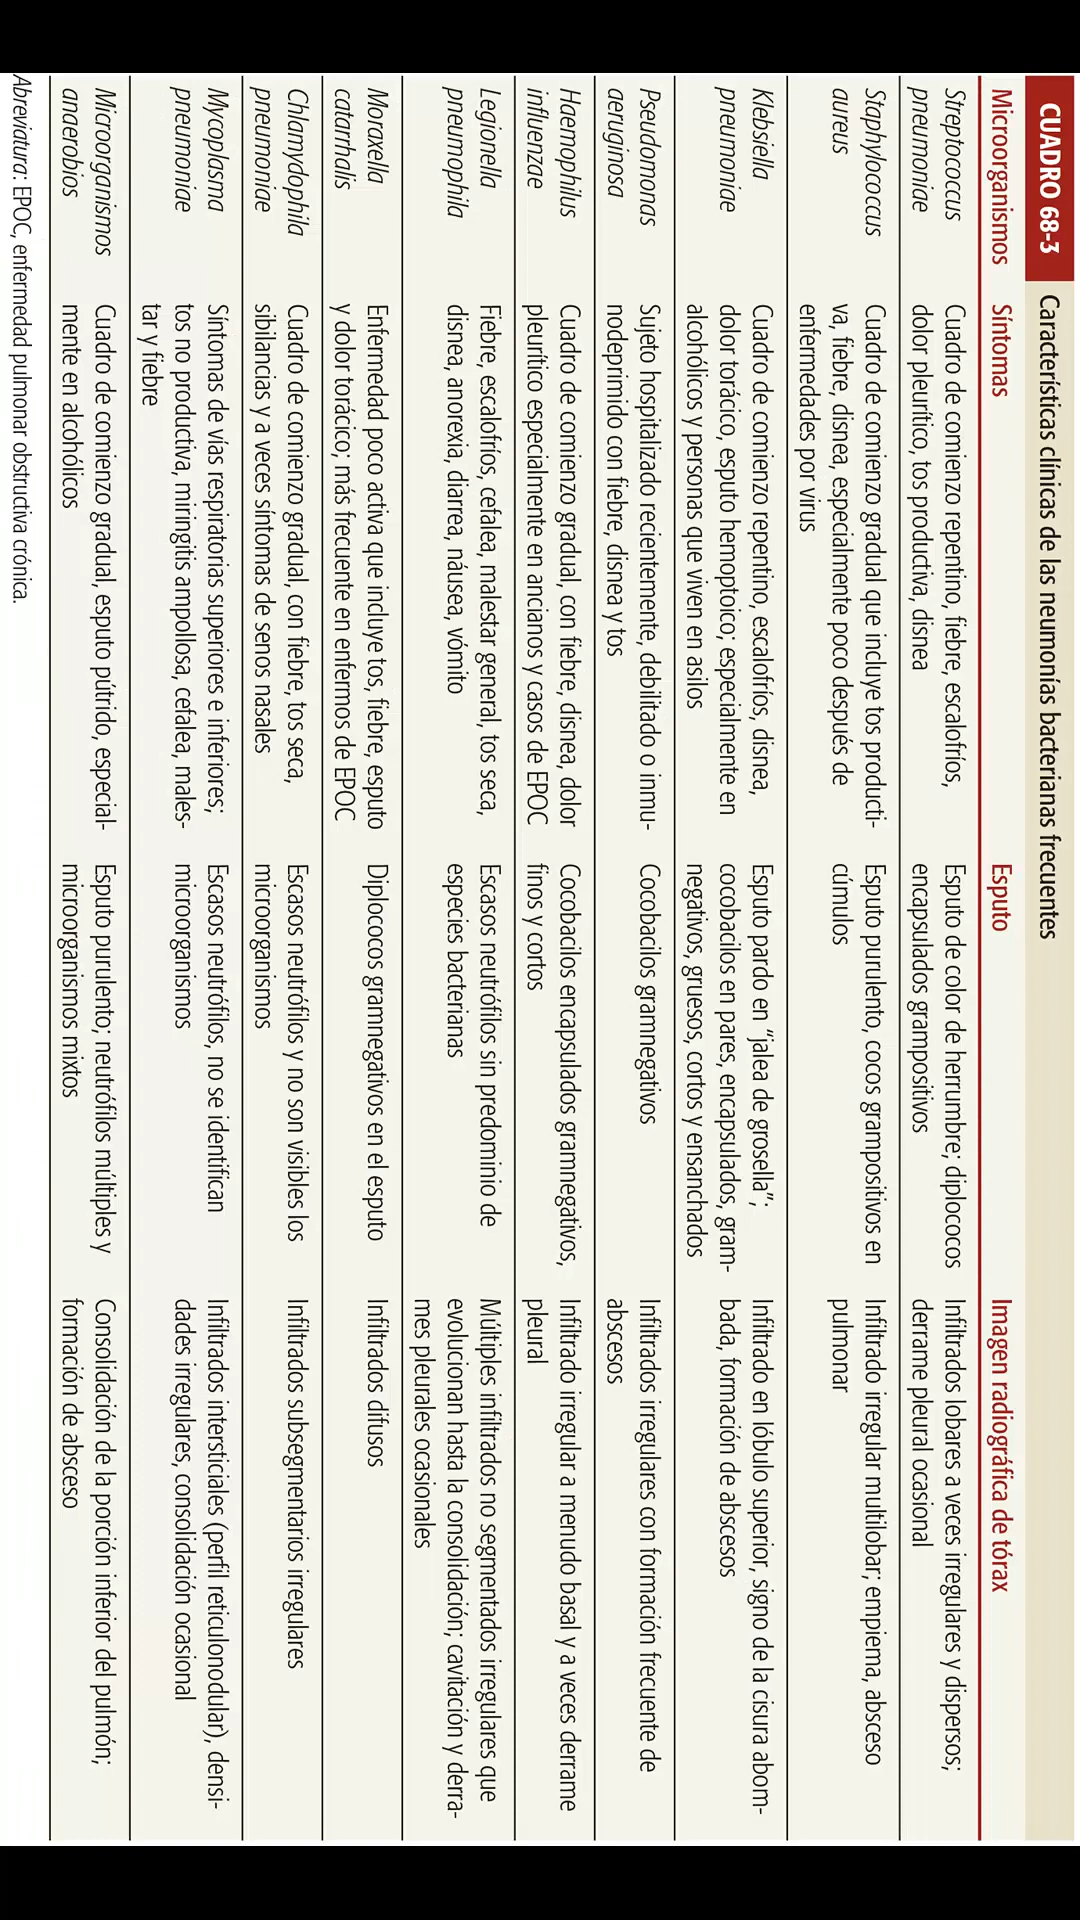 CUADRO 68-3 Características clínicas de las neumonías bacterianas frecuentes
Microorganismos Síntomas Esputo Imagen radiográfica de tórax
Streptococcus Cuadro de comienzo repentino, fiebre, escalofríos, Esputo de color de herrumbre; diplococos Infiltrados lobares a veces irregulares y dispersos;
pneumoniae dolor pleurítico, tos productiva, disnea encapsulados grampositivos derrame pleural ocasional
Staphylococcus Cuadro de comienzo gradual que incluye tos producti- Esputo purulento, cocos grampositivos en Infiltrado irregular multilobar; empiema, absceso
aureus va, fiebre, disnea, especialmente poco después de cúmulos pulmonar
enfermedades por virus
Klebsiella Cuadro de comienzo repentino, escalofríos, disnea, Esputo pardo en “jalea de grosella”; Infiltrado en lóbulo superior, signo de la cisura abom-
pneumoniae dolor torácico, esputo hemoptoico; especialmente en cocobacilos en pares, encapsulados, gram- bada, formación de abscesos
alcohólicos y personas que viven en asilos negativos, gruesos, cortos y ensanchados
Pseudomonas Sujeto hospitalizado recientemente, debilitado o inmu- Cocobacilos gramnegativos Infiltrados irregulares con formación frecuente de
aeruginosa nodeprimido con fiebre, disnea y tos abscesos
Haemophilus Cuadro de comienzo gradual, con fiebre, disnea, dolor Cocobacilos encapsulados gramnegativos, Infiltrado irregular a menudo basal y a veces derrame
influenzae pleurítico especialmente en ancianos y casos de EPOC finos y cortos pleural
Legionella Fiebre, escalofríos, cefalea, malestar general, tos seca, Escasos neutrófilos sin predominio de Múltiples infiltrados no segmentados irregulares que
pneumophila disnea, anorexia, diarrea, náusea, vómito especies bacterianas evolucionan hasta la consolidación; cavitación y derra-
mes pleurales ocasionales
Moraxella Enfermedad poco activa que incluye tos, fiebre, esputo Diplococos gramnegativos en el esputo Infiltrados difusos
catarrhalis y dolor torácico; más frecuente en enfermos de EPOC
Chlamydophila Cuadro de comienzo gradual, con fiebre, tos seca, Escasos neutrófilos y no son visibles los Infiltrados subsegmentarios irregulares
pneumoniae sibilancias y a veces síntomas de senos nasales microorganismos
Mycoplasma Síntomas de vías respiratorias superiores e inferiores; Escasos neutrófilos, no se identifican Infiltrados intersticiales (perfil reticulonodular), densi-
pneumoniae tos no productiva, miringitis ampollosa, cefalea, males- microorganismos dades irregulares, consolidación ocasional
tar y fiebre
Microorganismos Cuadro de comienzo gradual, esputo pútrido, especial- Esputo purulento; neutrófilos múltiples y Consolidación de la porción inferior del pulmón;
anaerobios mente en alcohólicos microorganismos mixtos formación de absceso
Abreviatura: EPOC, enfermedad pulmonar obstructiva crónica.